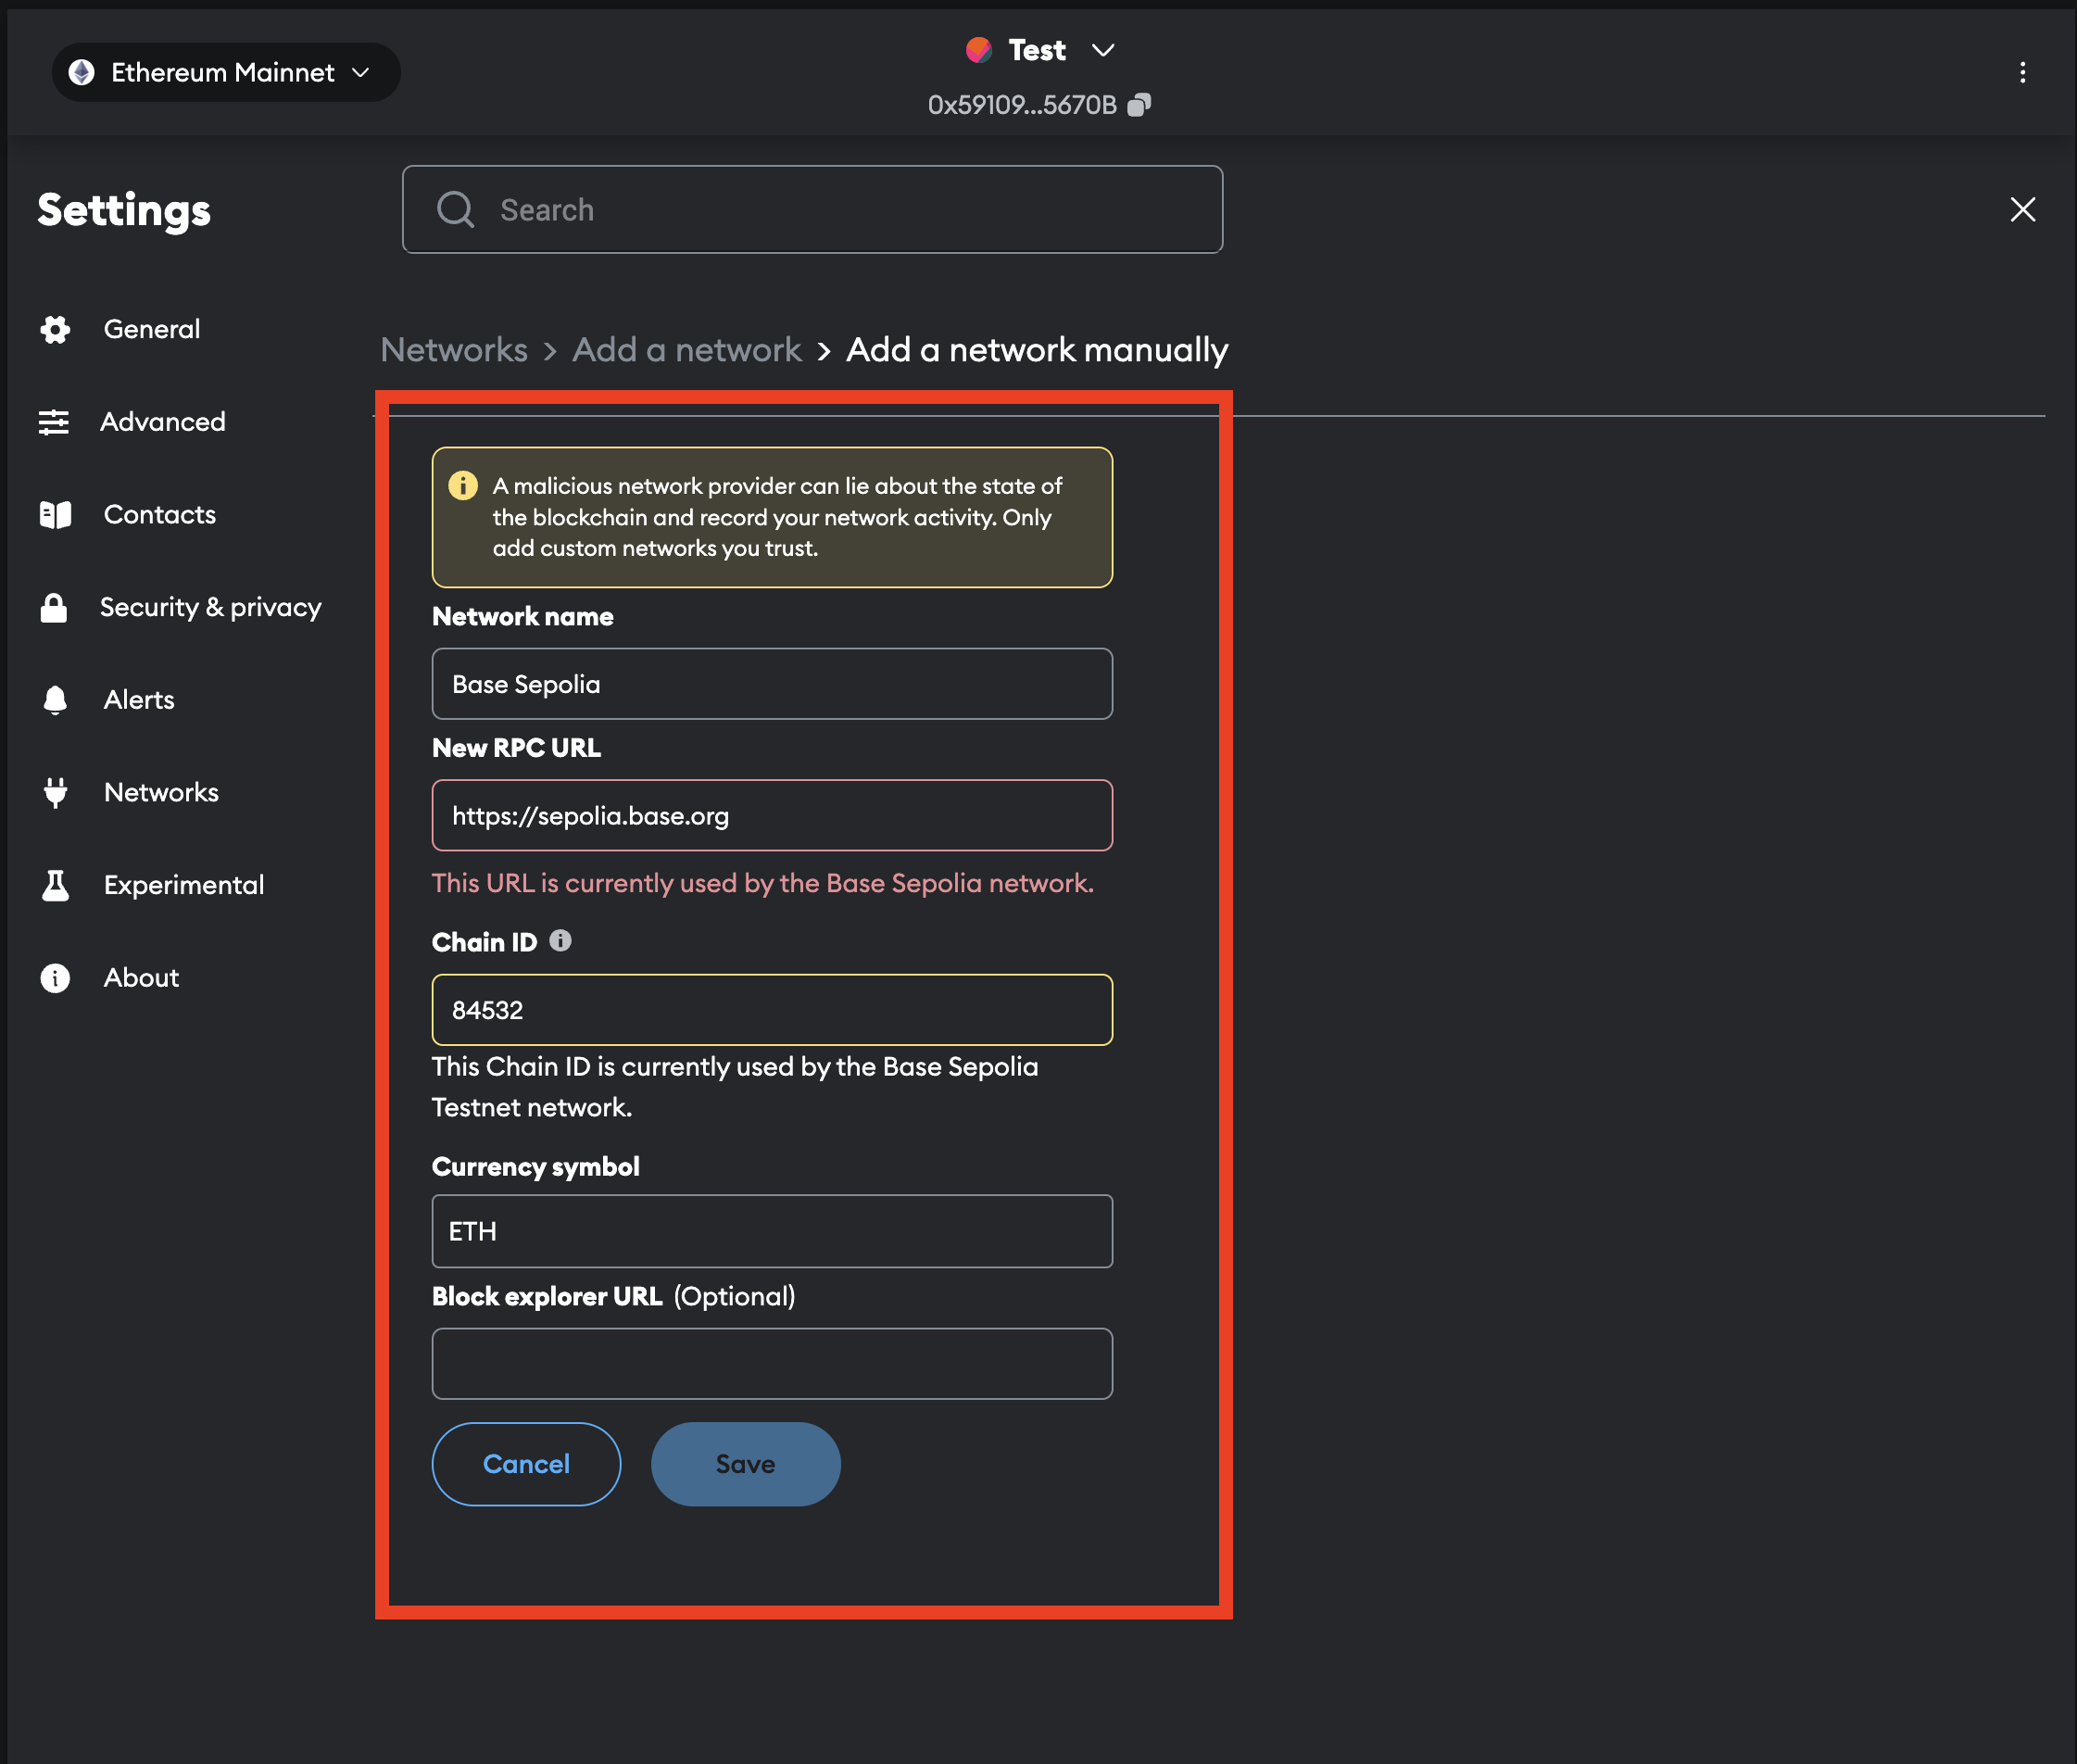 Ethereum Mainnet
Test
0x59109...5670B
Settings
Search
General
Advanced
Contacts
Security & privacy
Alerts
Networks
Experimental
About
Networks > Add a network > Add a network manually
A malicious network provider can lie about the state of
the blockchain and record your network activity. Only
add custom networks you trust.
Network name
Base Sepolia
New RPC URL
https://sepolia.base.org
This URL is currently used by the Base Sepolia network.
Chain ID
84532
This Chain ID is currently used by the Base Sepolia
Testnet network.
Currency symbol
ETH
Block explorer URL (Optional)
Cancel
Save